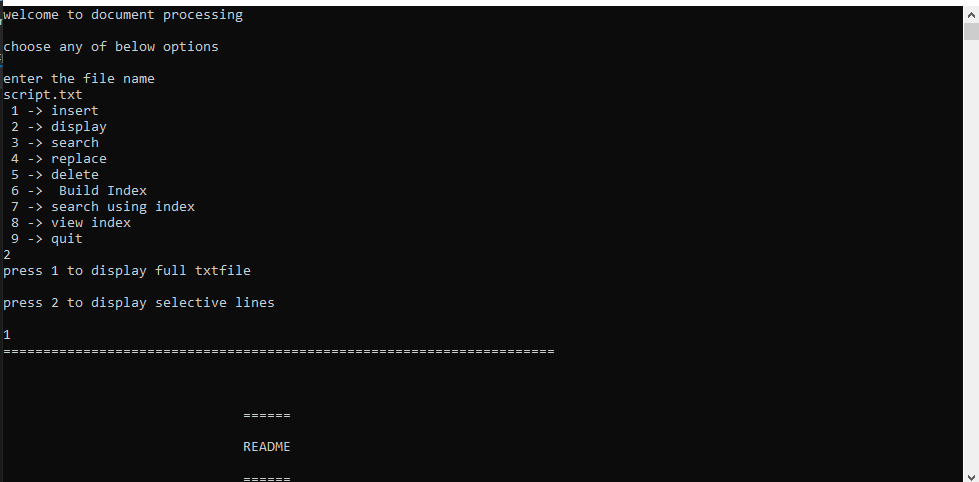 welcome to document processing
choose any of below options
enter the file name
script.txt
1 -> insert
2 -> display
3 -> search
4 -> replace
5 -> delete
6 ->  Build Index
7 -> search using index
8 -> view index
9 -> quit
2
press 1 to display full txtfile
press 2 to display selective lines
1
=====================================================================
======
README
======